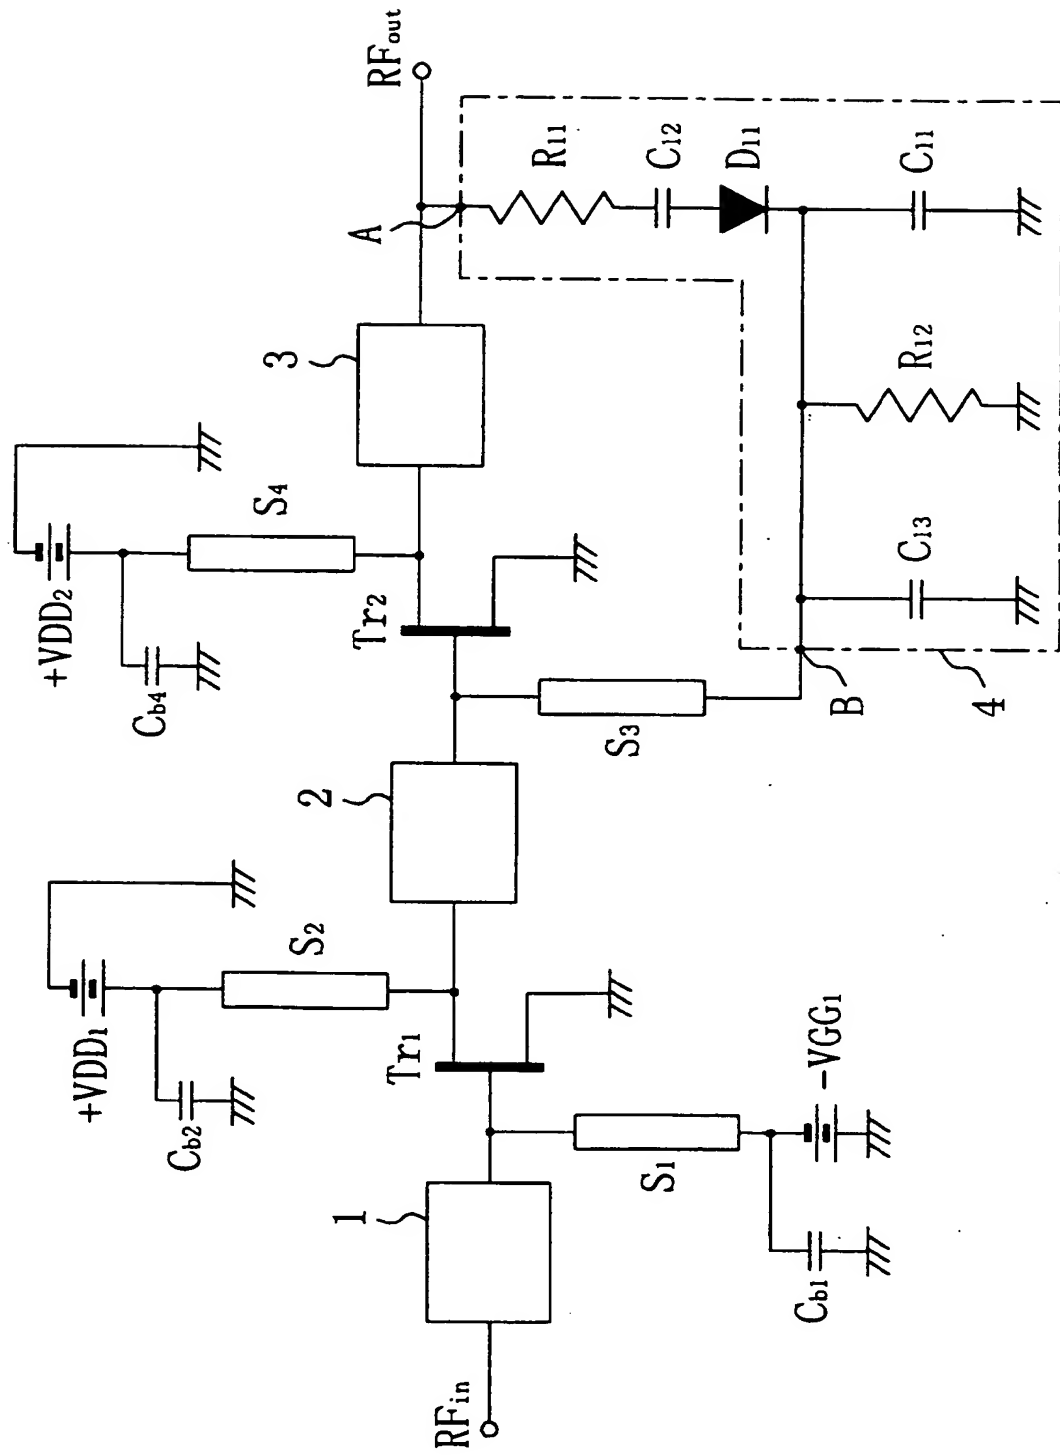 RFin
1
Cb1
S1
-VGG1
Tr1
Cb2
+VDD1
S2
2
S3
B
4
Tr2
Cb4
+VDD2
S4
3
A
RFout
R11
C12
D11
C11
R12
C13